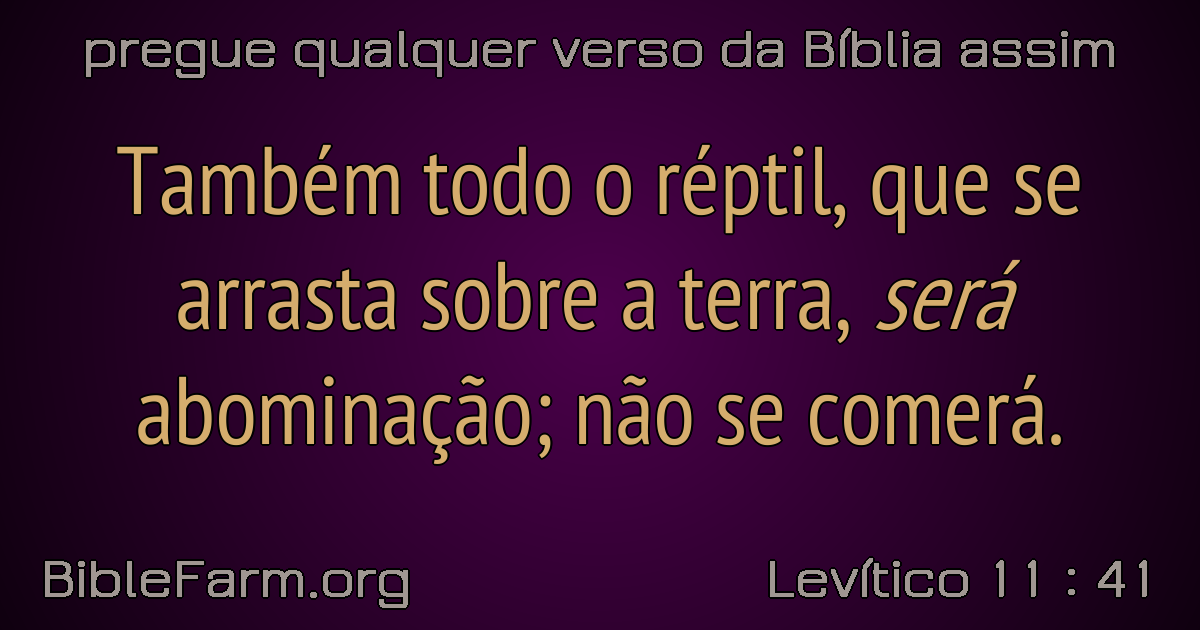 pregue qualquer verso da Bíblia assim
Também todo o réptil, que se
arrasta sobre a terra, será
abominação; não se comerá.
BibleFarm.org
Levítico 11 : 41